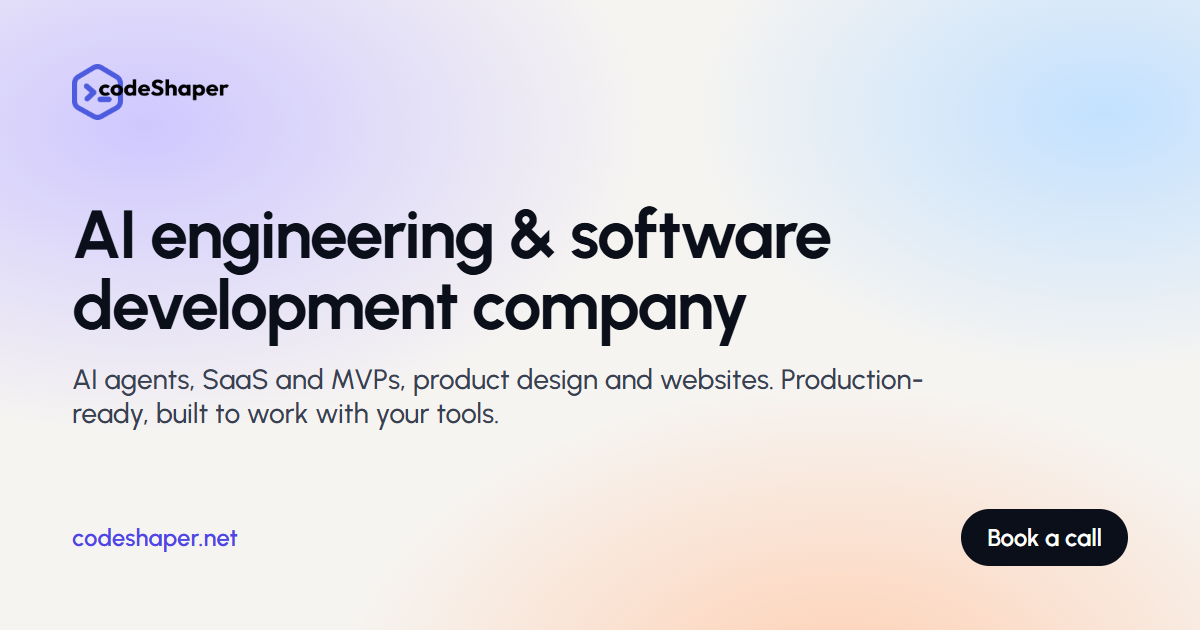 codeShaper
AI engineering & software
development company
AI agents, SaaS and MVPs, product design and websites. Production-
ready, built to work with your tools.
codeshaper.net
Book a call